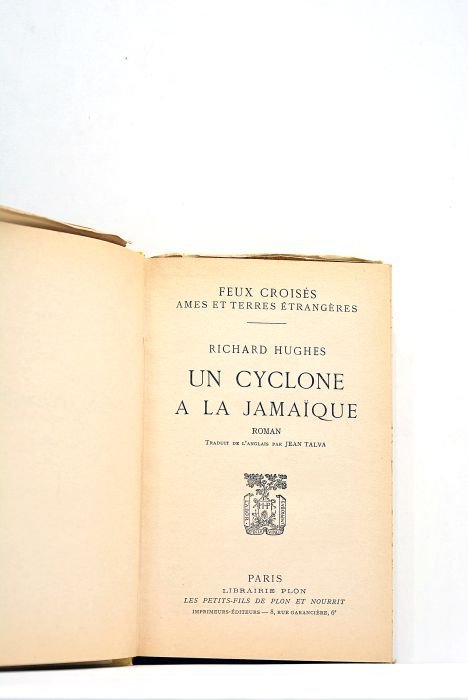 FEUX CROISÉS
AMES ET TERRES ÉTRANGÈRES
RICHARD HUGHES
UN CYCLONE
A LA JAMAÏQUE
ROMAN
TRADUIT DE L'ANGLAIS PAR JEAN TALVA
PARIS
LIBRAIRIE PLON
LES PETITS-FILS DE PLON ET NOURRIT
IMPRIMEURS-ÉDITEURS — 8, RUE GARANCIÈRE, 6e